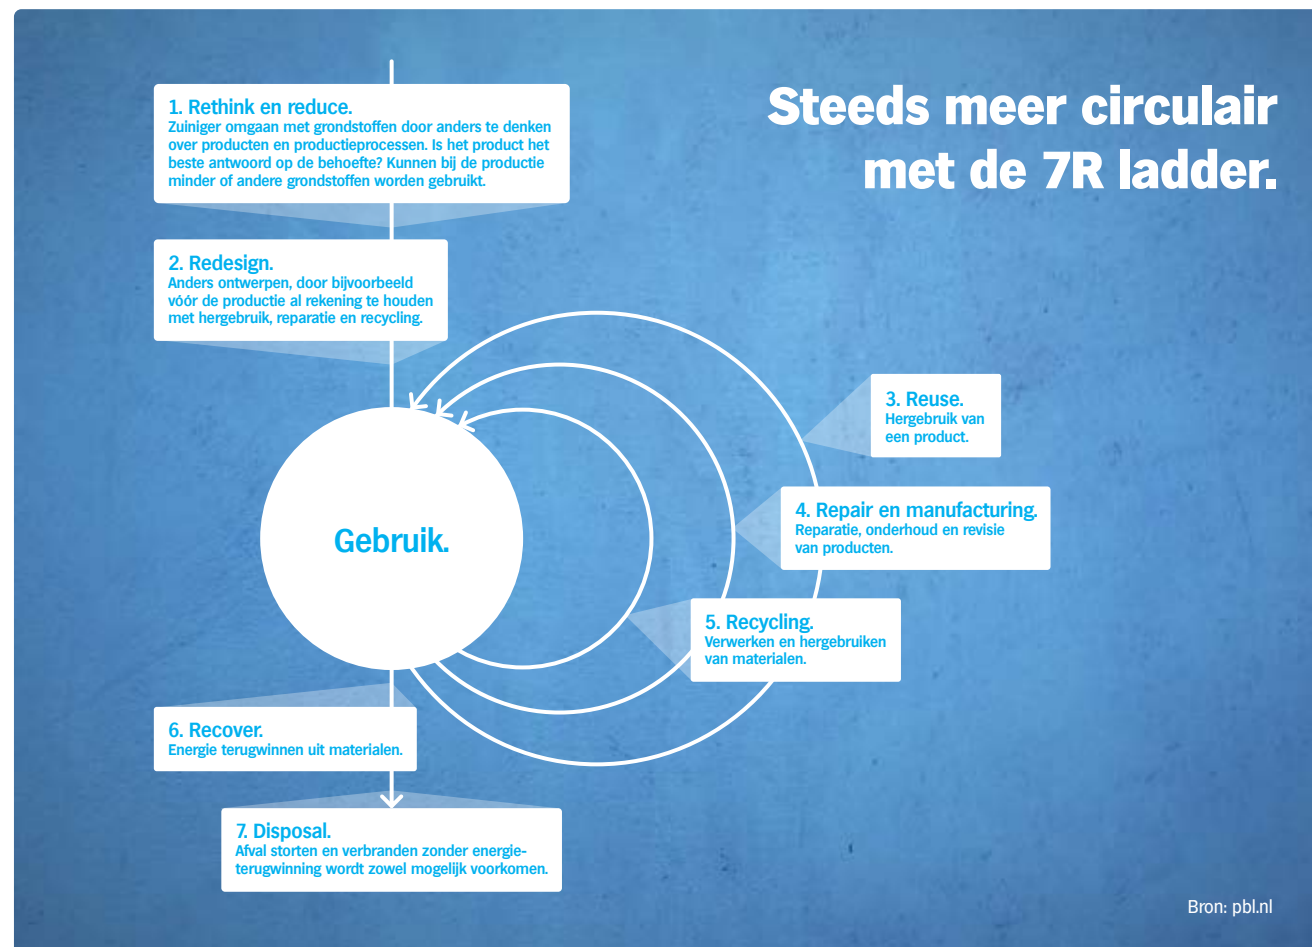 Steeds meer circulair
met de 7R ladder.
1. Rethink en reduce.
Zuiniger omgaan met grondstoffen door anders te denken
over producten en productieprocessen. Is het product het
beste antwoord op de behoefte? Kunnen bij de productie
minder of andere grondstoffen worden gebruikt.
2. Redesign.
Anders ontwerpen, door bijvoorbeeld
vóór de productie al rekening te houden
met hergebruik, reparatie en recycling.
3. Reuse.
Hergebruik van
een product.
4. Repair en manufacturing.
Reparatie, onderhoud en revisie
van producten.
Gebruik.
5. Recycling.
Verwerken en hergebruiken
van materialen.
6. Recover.
Energie terugwinnen uit materialen.
7. Disposal.
Afval storten en verbranden zonder energie-
terugwinning wordt zowel mogelijk voorkomen.
Bron: pbl.nl